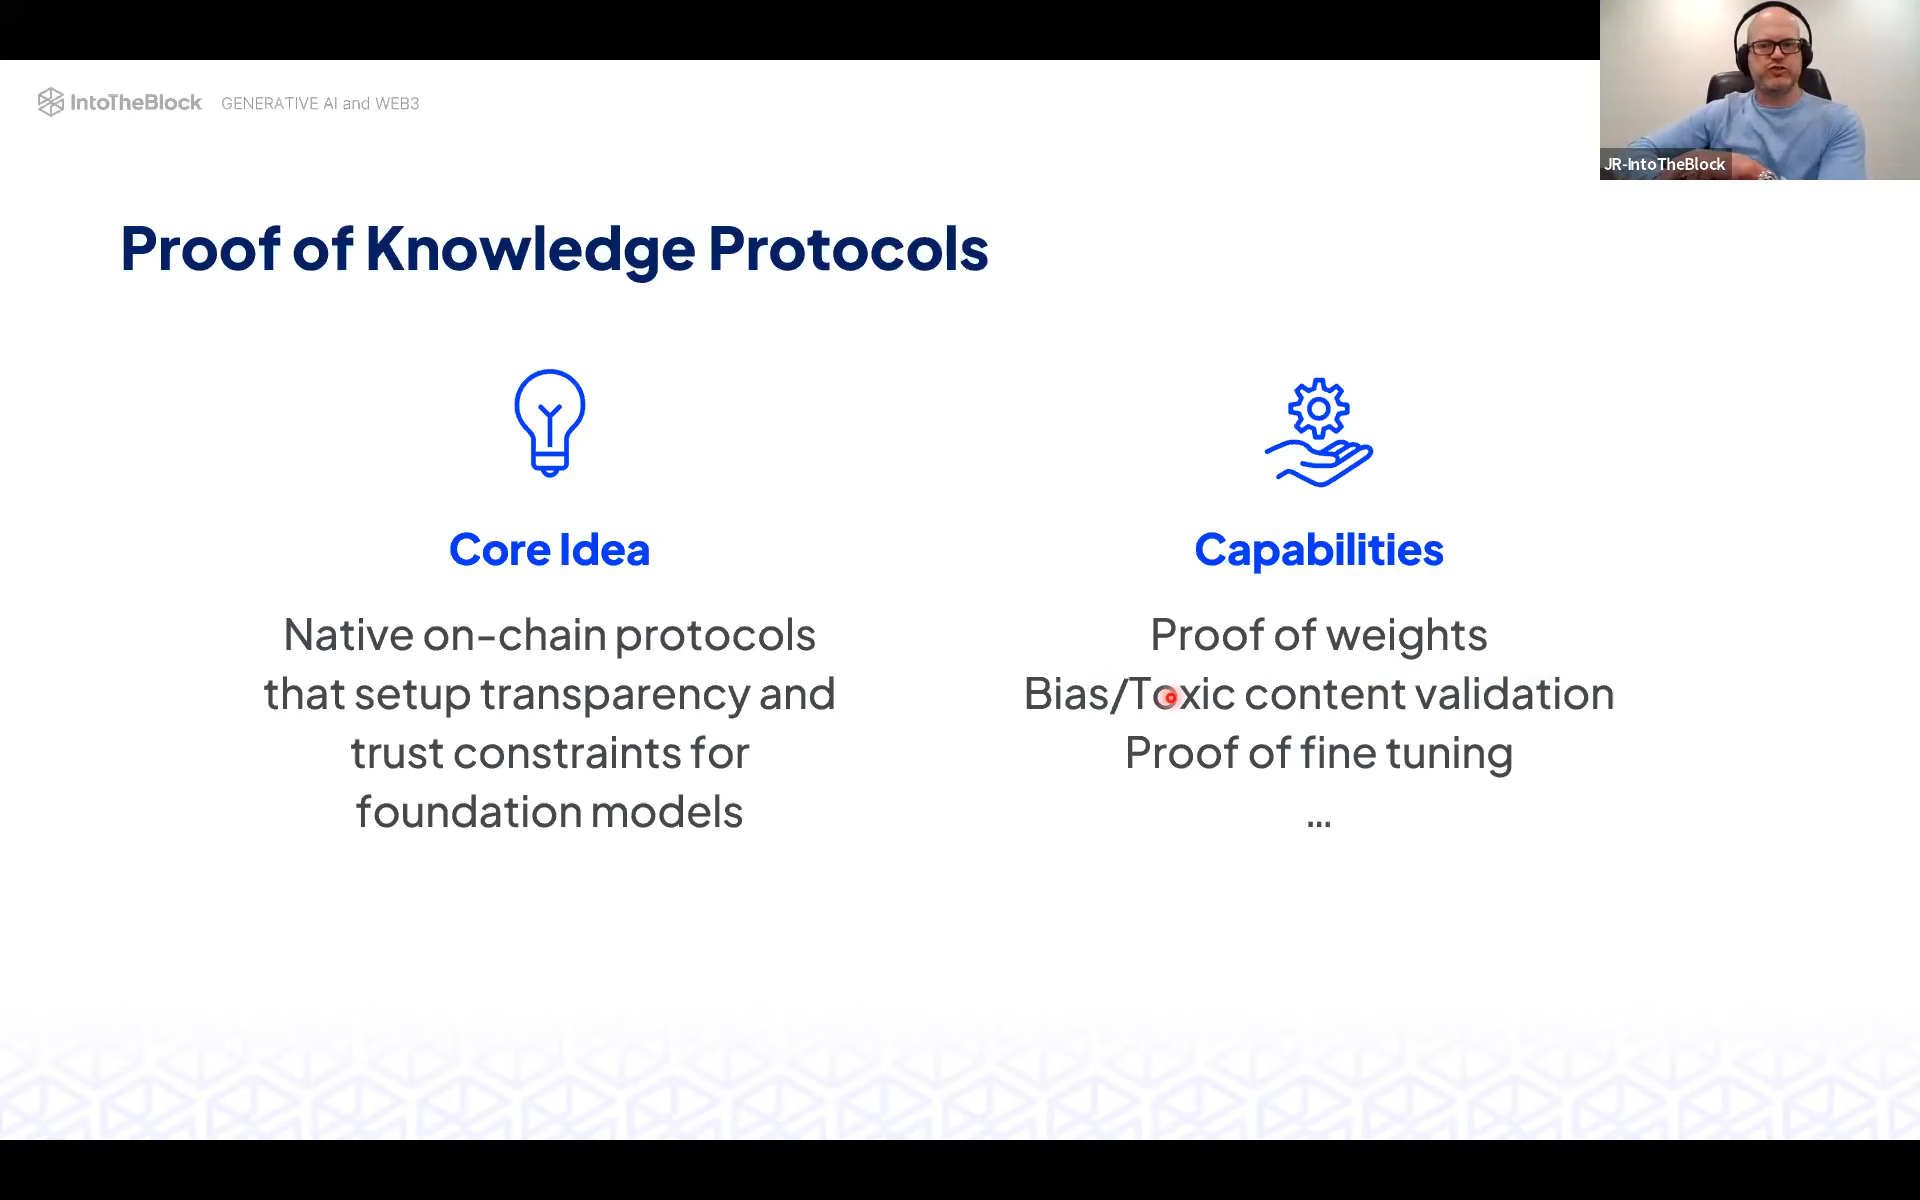 IntoTheBlock GENERATIVE AI and WEB3
JR-IntoTheBlock
Proof of Knowledge Protocols
Core Idea
Native on-chain protocols
that setup transparency and
trust constraints for
foundation models
Capabilities
Proof of weights
Bias/Toxic content validation
Proof of fine tuning
...